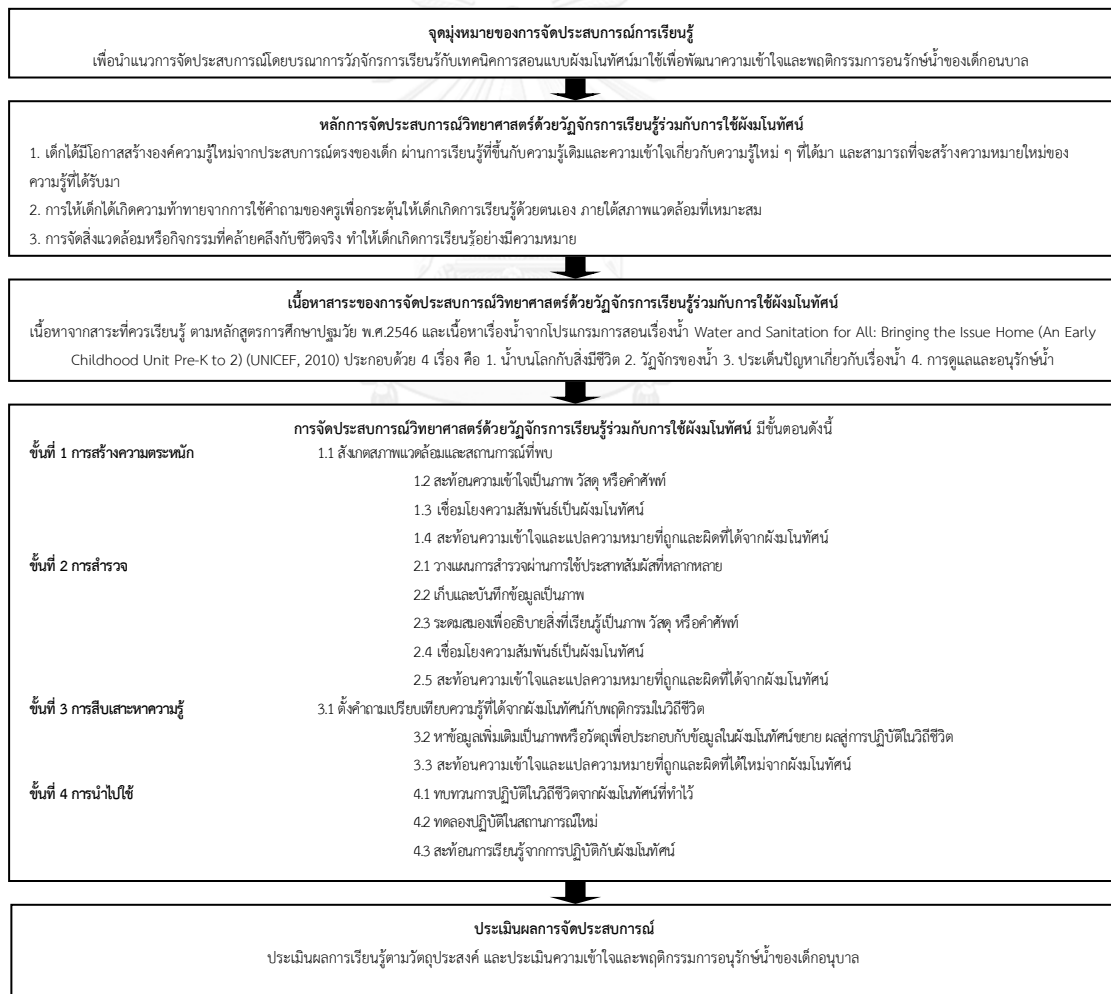 จุดมุ่งหมายของการจัดประสบการณ์การเรียนรู้
เพื่อนำแนวการจัดประสบการณ์โดยบูรณาการวัฏจักรการเรียนรู้กับเทคนิคการสอนแบบผังมโนทัศน์มาใช้เพื่อพัฒนาความเข้าใจและพฤติกรรมการอนุรักษ์น้ำของเด็กอนุบาล
หลักการจัดประสบการณ์วิทยาศาสตร์ด้วยวัฏจักรการเรียนรู้ร่วมกับการใช้ผังมโนทัศน์
1. เด็กได้มีโอกาสสร้างองค์ความรู้ใหม่จากประสบการณ์ตรงของเด็ก ผ่านการเรียนรู้ที่ขึ้นกับความรู้เดิมและความเข้าใจเกี่ยวกับความรู้ใหม่ ๆ ที่ได้มา และสามารถที่จะสร้างความหมายใหม่ของ
ความรู้ที่ได้รับมา
2. การให้เด็กได้เกิดความท้าทายจากการใช้คำถามของครูเพื่อกระตุ้นให้เด็กเกิดการเรียนรู้ด้วยตนเอง ภายใต้สภาพแวดล้อมที่เหมาะสม
3. การจัดสิ่งแวดล้อมหรือกิจกรรมที่คล้ายคลึงกับชีวิตจริง ทำให้เด็กเกิดการเรียนรู้อย่างมีความหมาย
เนื้อหาสาระของการจัดประสบการณ์วิทยาศาสตร์ด้วยวัฏจักรการเรียนรู้ร่วมกับการใช้ผังมโนทัศน์
เนื้อหาจากสาระที่ควรเรียนรู้ ตามหลักสูตรการศึกษาปฐมวัย พ.ศ.2546 และเนื้อหาเรื่องน้ำจากโปรแกรมการสอนเรื่องน้ำ Water and Sanitation for All: Bringing the Issue Home (An Early
Childhood Unit Pre-K to 2) (UNICEF, 2010) ประกอบด้วย 4 เรื่อง คือ 1. น้ำบนโลกกับสิ่งมีชีวิต 2. วัฏจักรของน้ำ 3. ประเด็นปัญหาเกี่ยวกับเรื่องน้ำ 4. การดูแลและอนุรักษ์น้ำ
การจัดประสบการณ์วิทยาศาสตร์ด้วยวัฏจักรการเรียนรู้ร่วมกับการใช้ผังมโนทัศน์ มีขั้นตอนดังนี้
ขั้นที่ 1 การสร้างความตระหนัก 1.1 สังเกตสภาพแวดล้อมและสถานการณ์ที่พบ
1.2 สะท้อนความเข้าใจเป็นภาพ วัสดุ หรือคำศัพท์
1.3 เชื่อมโยงความสัมพันธ์เป็นผังมโนทัศน์
1.4 สะท้อนความเข้าใจและแปลความหมายที่ถูกและผิดที่ได้จากผังมโนทัศน์
ขั้นที่ 2 การสำรวจ 2.1 วางแผนการสำรวจผ่านการใช้ประสาทสัมผัสที่หลากหลาย
2.2 เก็บและบันทึกข้อมูลเป็นภาพ
2.3 ระดมสมองเพื่ออธิบายสิ่งที่เรียนรู้เป็นภาพ วัสดุ หรือคำศัพท์
2.4 เชื่อมโยงความสัมพันธ์เป็นผังมโนทัศน์
2.5 สะท้อนความเข้าใจและแปลความหมายที่ถูกและผิดที่ได้จากผังมโนทัศน์
ขั้นที่ 3 การสืบเสาะหาความรู้ 3.1 ตั้งคำถามเปรียบเทียบความรู้ที่ได้จากผังมโนทัศน์กับพฤติกรรมในวิถีชีวิต
3.2 หาข้อมูลเพิ่มเติมเป็นภาพหรือวัตถุเพื่อประกอบกับข้อมูลในผังมโนทัศน์ขยาย ผลสู่การปฏิบัติในวิถีชีวิต
3.3 สะท้อนความเข้าใจและแปลความหมายที่ถูกและผิดที่ได้ใหม่จากผังมโนทัศน์
ขั้นที่ 4 การนำไปใช้ 4.1 ทบทวนการปฏิบัติในวิถีชีวิตจากผังมโนทัศน์ที่ทำไว้
4.2 ทดลองปฏิบัติในสถานการณ์ใหม่
4.3 สะท้อนการเรียนรู้จากการปฏิบัติกับผังมโนทัศน์
ประเมินผลการจัดประสบการณ์
ประเมินผลการเรียนรู้ตามวัตถุประสงค์ และประเมินความเข้าใจและพฤติกรรมการอนุรักษ์น้ำของเด็กอนุบาล